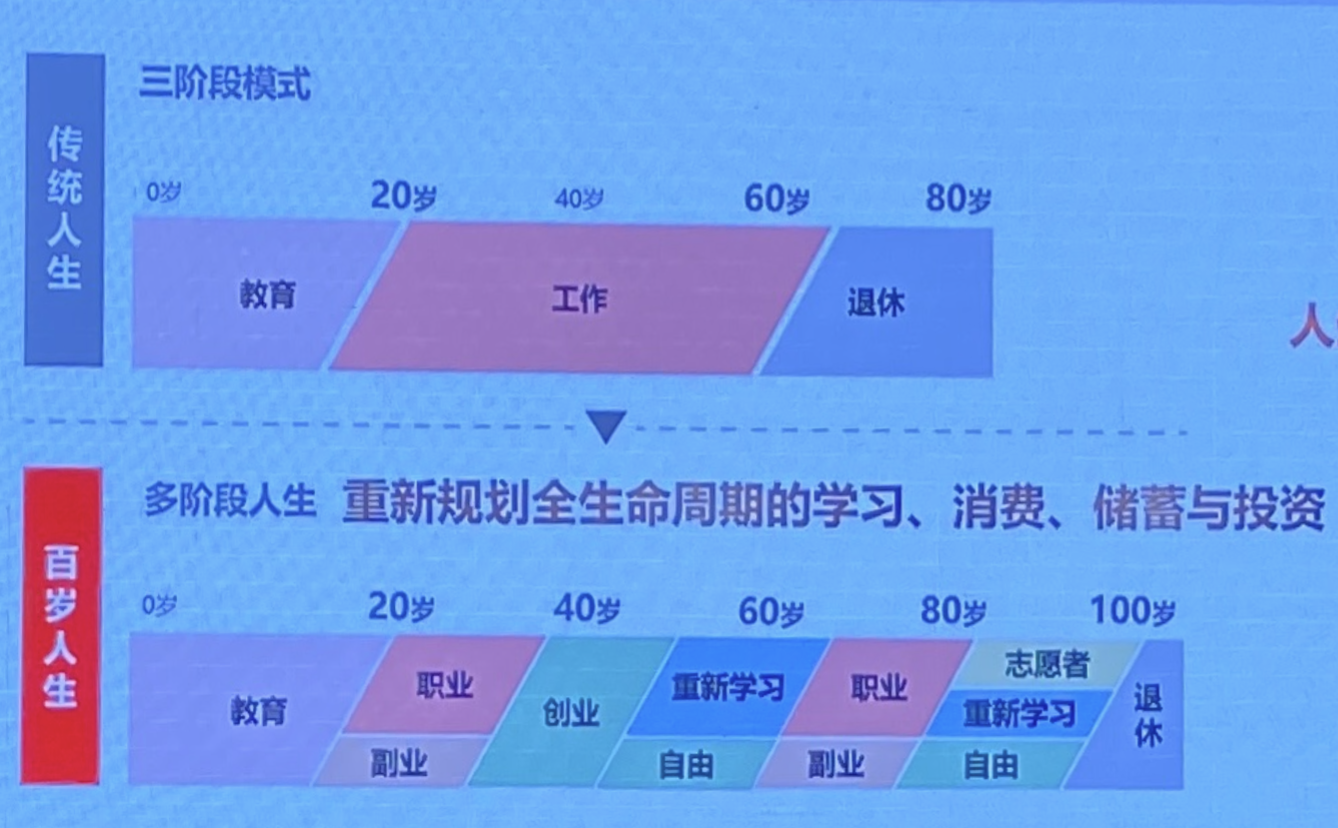 传统人生
三阶段模式
0岁 20岁 40岁 60岁 80岁
教育 工作 退休
人
百岁人生
多阶段人生 重新规划全生命周期的学习、消费、储蓄与投资
0岁 20岁 40岁 60岁 80岁 100岁
教育 职业 创业 重新学习 职业 志愿者 退休
重新学习
副业 自由 副业 自由